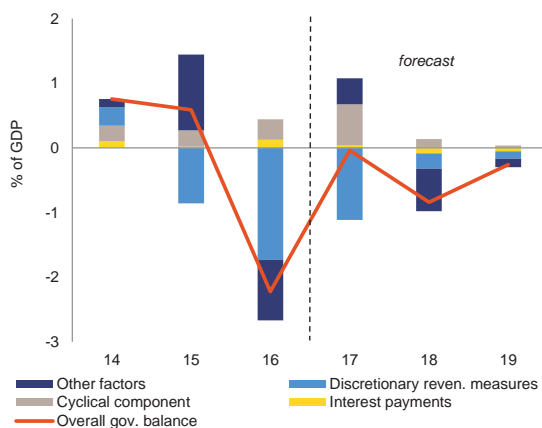 2
1
0
-1
-2
-3
% of GDP
forecast
14 15 16 17 18 19
Other factors Discretionary reven. measures
Cyclical component Interest payments
Overall gov. balance